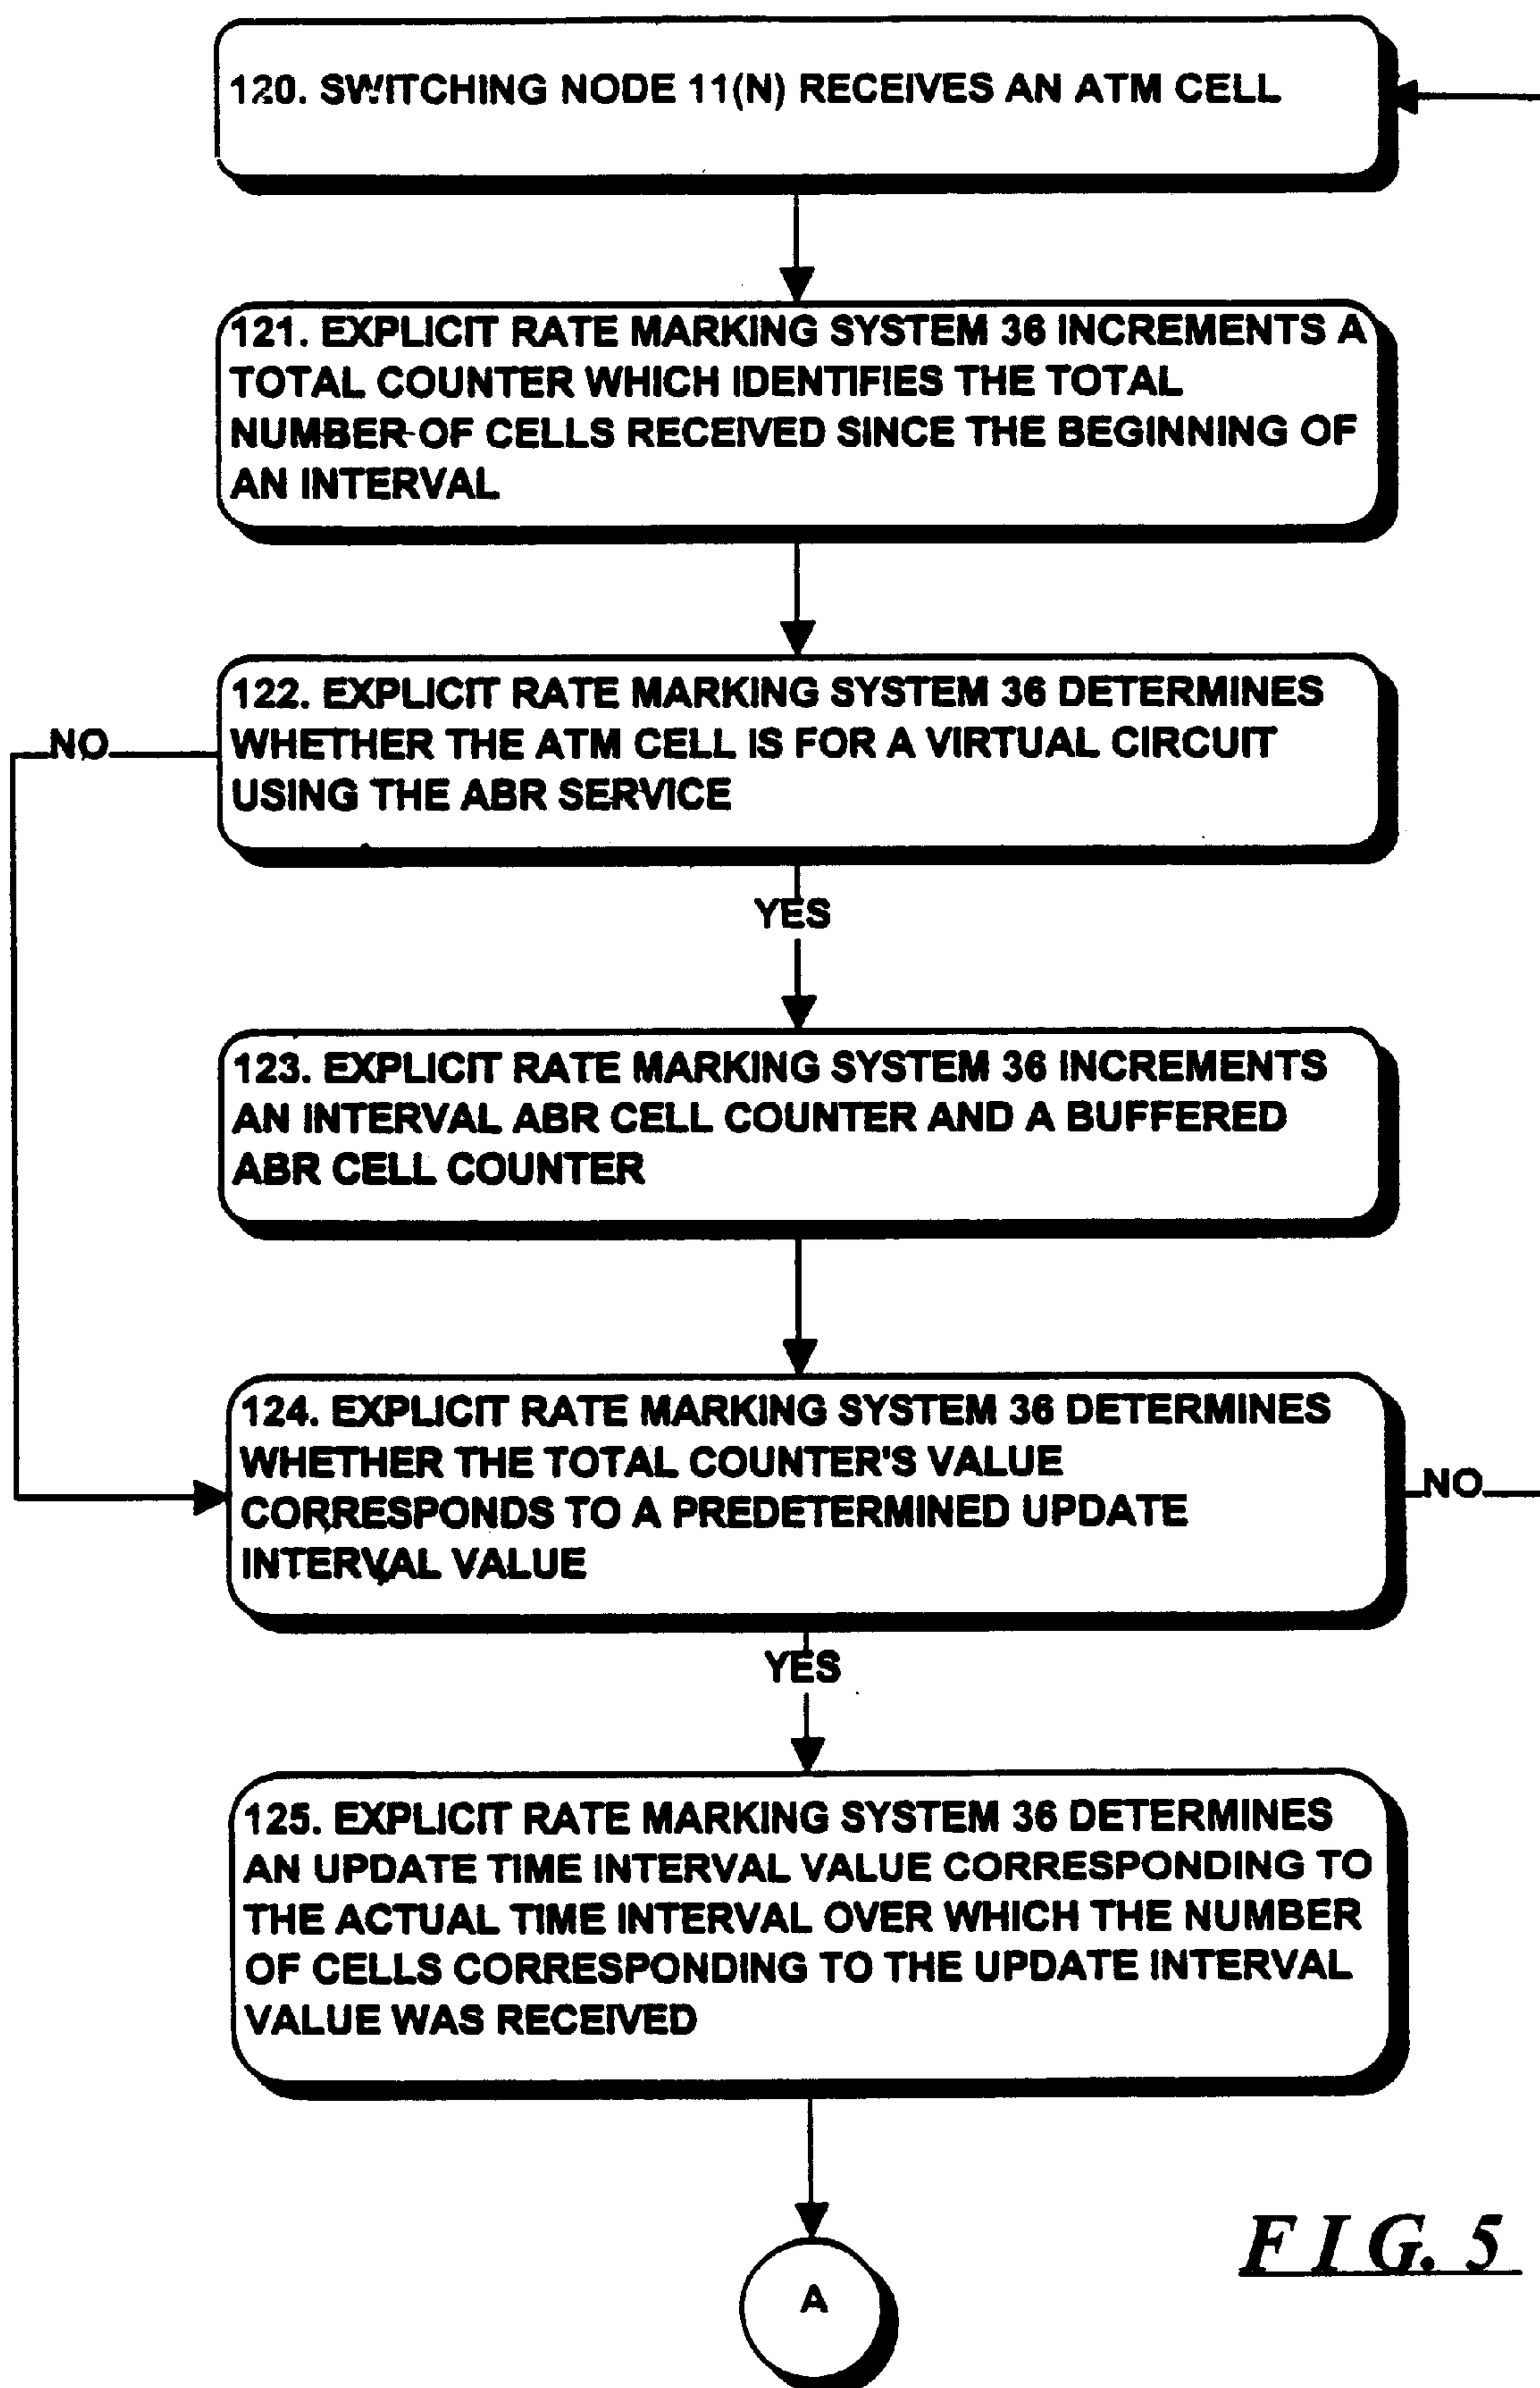 120. SWITCHING NODE 11(N) RECEIVES AN ATM CELL
121. EXPLICIT RATE MARKING SYSTEM 36 INCREMENTS A
TOTAL COUNTER WHICH IDENTIFIES THE TOTAL
NUMBER OF CELLS RECEIVED SINCE THE BEGINNING OF
AN INTERVAL
122. EXPLICIT RATE MARKING SYSTEM 36 DETERMINES
WHETHER THE ATM CELL IS FOR A VIRTUAL CIRCUIT
USING THE ABR SERVICE
NO
YES
123. EXPLICIT RATE MARKING SYSTEM 36 INCREMENTS
AN INTERVAL ABR CELL COUNTER AND A BUFFERED
ABR CELL COUNTER
124. EXPLICIT RATE MARKING SYSTEM 36 DETERMINES
WHETHER THE TOTAL COUNTER'S VALUE
CORRESPONDS TO A PREDETERMINED UPDATE
INTERVAL VALUE
NO
YES
125. EXPLICIT RATE MARKING SYSTEM 36 DETERMINES
AN UPDATE TIME INTERVAL VALUE CORRESPONDING TO
THE ACTUAL TIME INTERVAL OVER WHICH THE NUMBER
OF CELLS CORRESPONDING TO THE UPDATE INTERVAL
VALUE WAS RECEIVED
A
FIG. 5